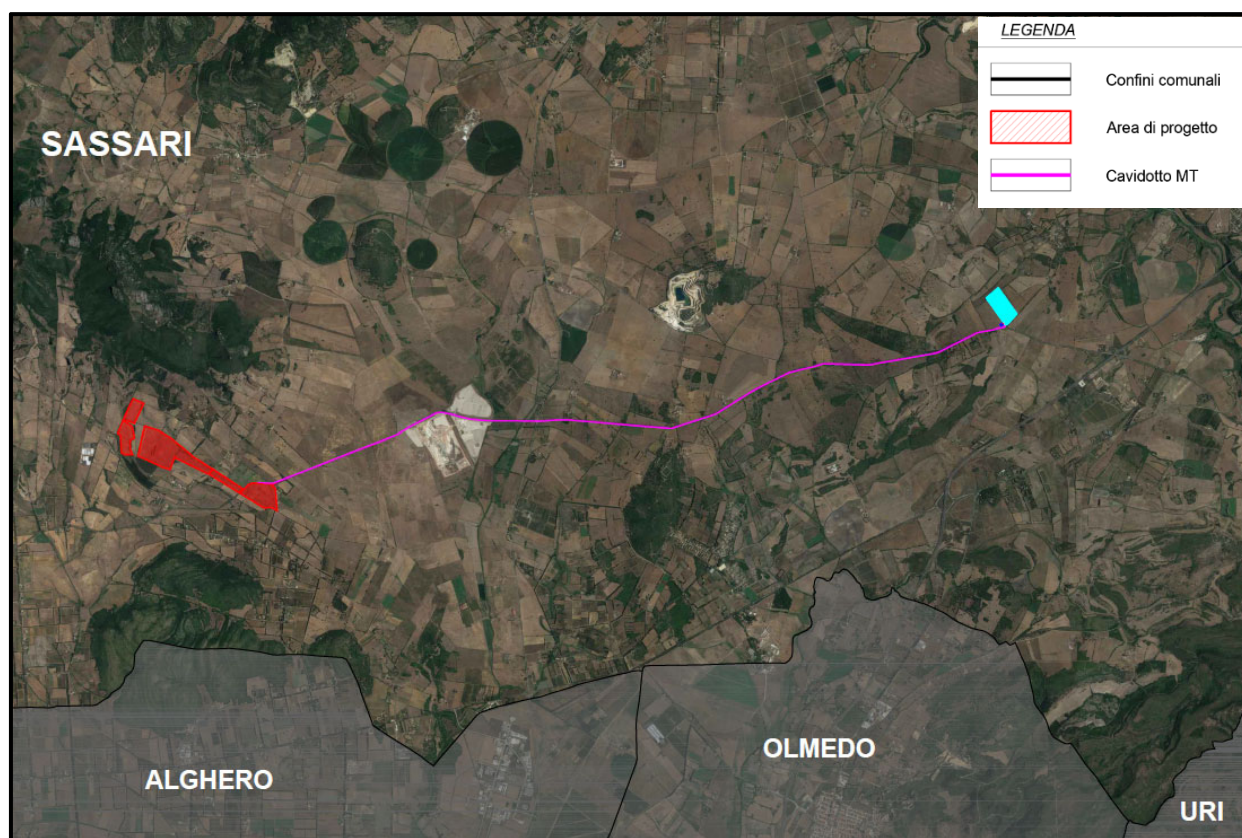 LEGENDA
Confini comunali
Area di progetto
Cavidotto MT
SASSARI
OLMEDO
ALGHERO
URI